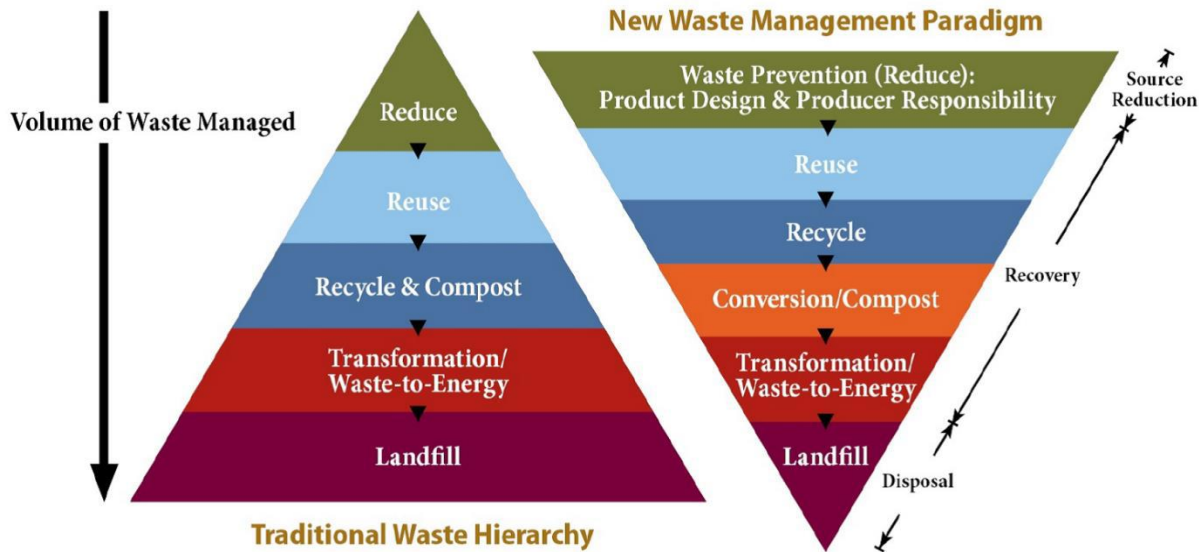 New Waste Management Paradigm
Volume of Waste Managed
Reduce
Reuse
Recycle & Compost
Transformation/
Waste-to-Energy
Landfill
Traditional Waste Hierarchy
Waste Prevention (Reduce):
Product Design & Producer Responsibility
Reuse
Recycle
Conversion/Compost
Transformation/
Waste-to-Energy
Landfill
Source
Reduction
Recovery
Disposal